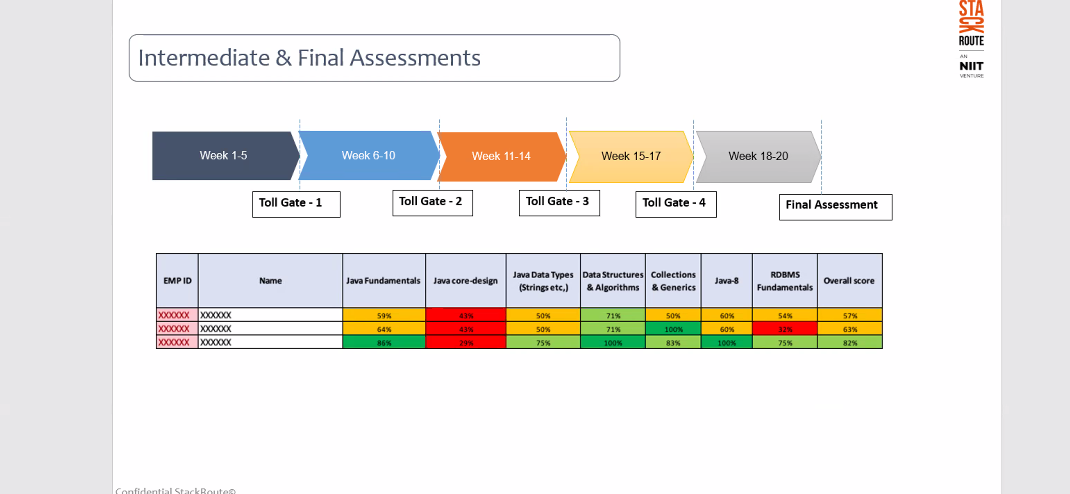 STA
CK
ROUTE
AN
NIIT
VENTURE
Intermediate & Final Assessments
Week 1-5
Week 6-10
Week 11-14
Week 15-17
Week 18-20
Toll Gate - 1
Toll Gate - 2
Toll Gate - 3
Toll Gate - 4
Final Assessment
EMP ID Name Java Fundamentals Java core-design Java Data Types (Strings etc,) Data Structures & Algorithms Collections & Generics Java-8 RDBMS Fundamentals Overall score
XXXXXX XXXXXX 59% 43% 50% 71% 50% 60% 54% 57%
XXXXXX XXXXXX 64% 43% 50% 71% 100% 60% 32% 63%
XXXXXX XXXXXX 86% 29% 75% 100% 83% 100% 75% 82%
Confidential StackRoute©